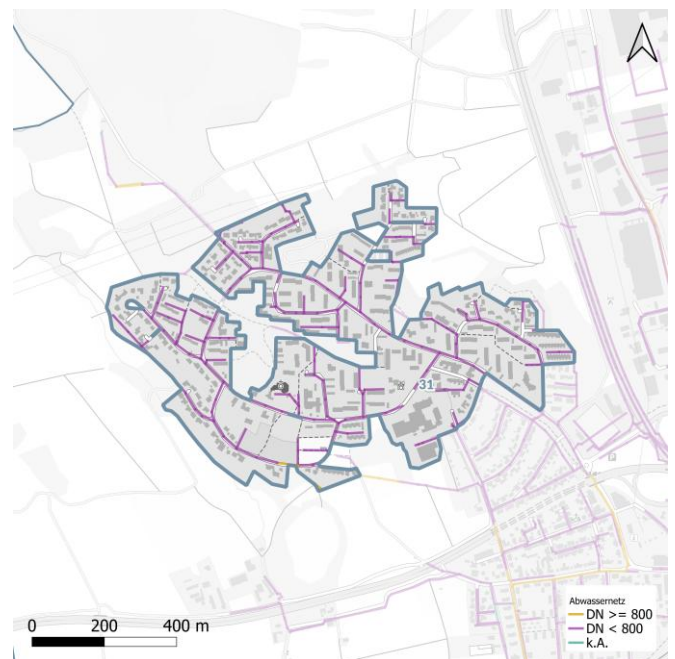 31
0 200 400 m
Abwassernetz
DN >= 800
DN < 800
k.A.